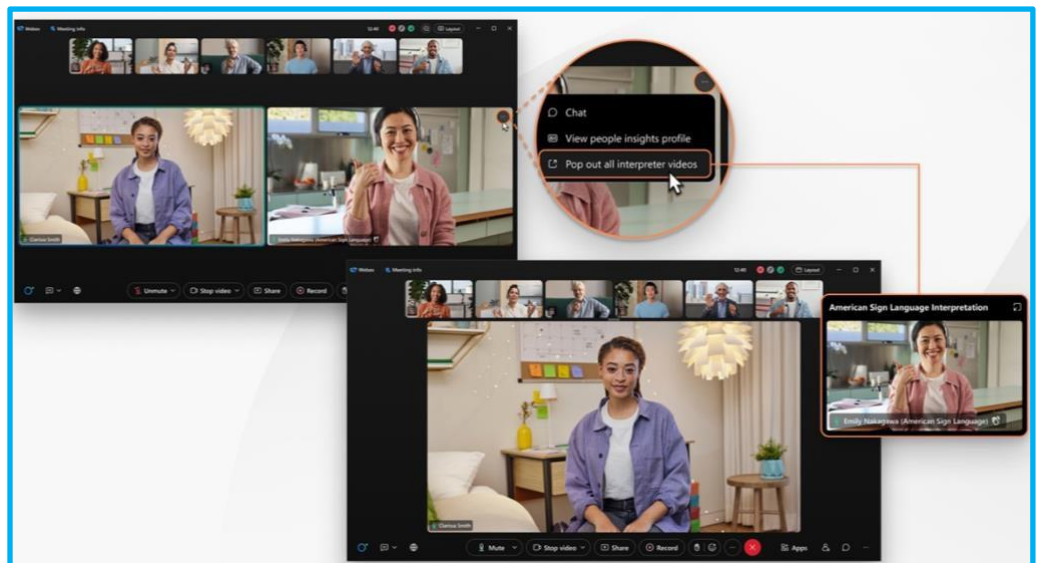 Webex Meeting info 12:40 Layout
Chat
View people insights profile
Pop out all interpreter videos
Clarissa Smith
Emily Nakagawa (American Sign Language)
Unmute Stop video Share Record
Webex Meeting info 12:40 Layout
American Sign Language Interpretation
Emily Nakagawa (American Sign Language)
Clarissa Smith
Mute Stop video Share Record Apps